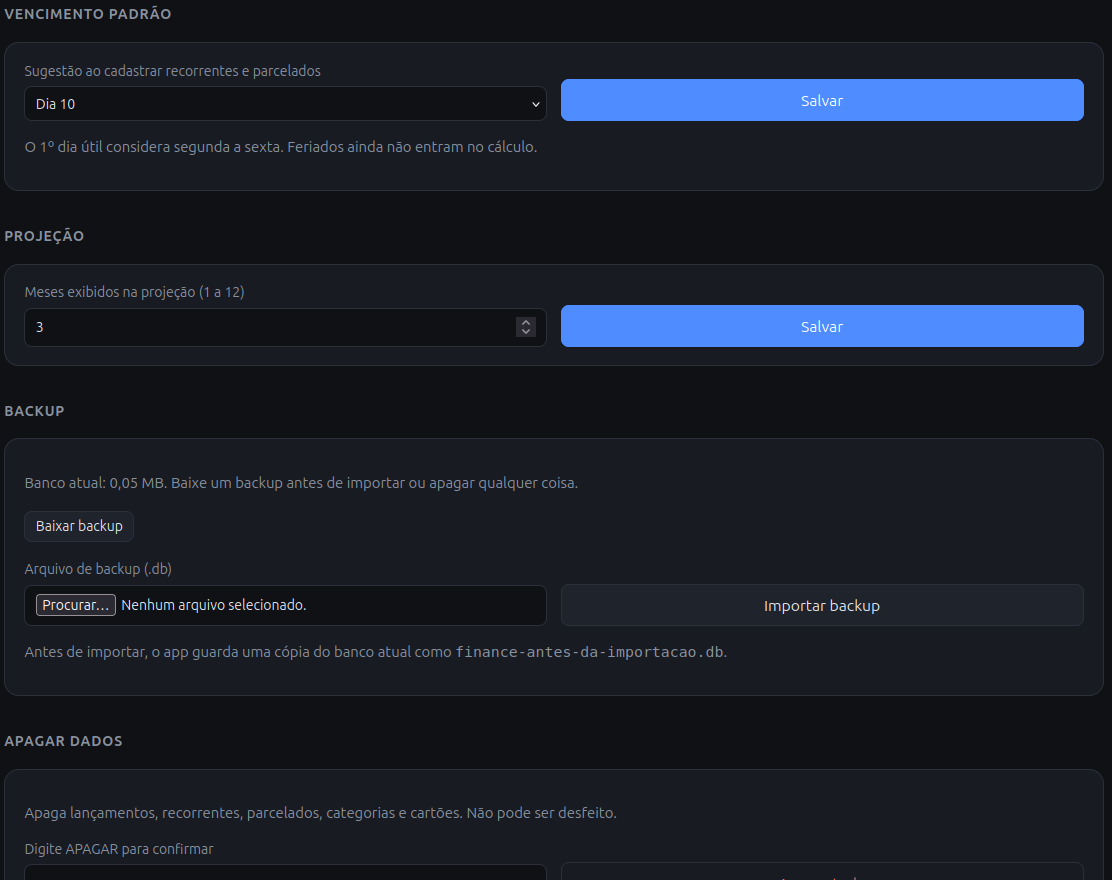 VENCIMENTO PADRÃO
Sugestão ao cadastrar recorrentes e parcelados
Dia 10
Salvar
O 1º dia útil considera segunda a sexta. Feriados ainda não entram no cálculo.
PROJEÇÃO
Meses exibidos na projeção (1 a 12)
3
Salvar
BACKUP
Banco atual: 0,05 MB. Baixe um backup antes de importar ou apagar qualquer coisa.
Baixar backup
Arquivo de backup (.db)
Procurar... Nenhum arquivo selecionado.
Importar backup
Antes de importar, o app guarda uma cópia do banco atual como finance-antes-da-importacao.db.
APAGAR DADOS
Apaga lançamentos, recorrentes, parcelados, categorias e cartões. Não pode ser desfeito.
Digite APAGAR para confirmar